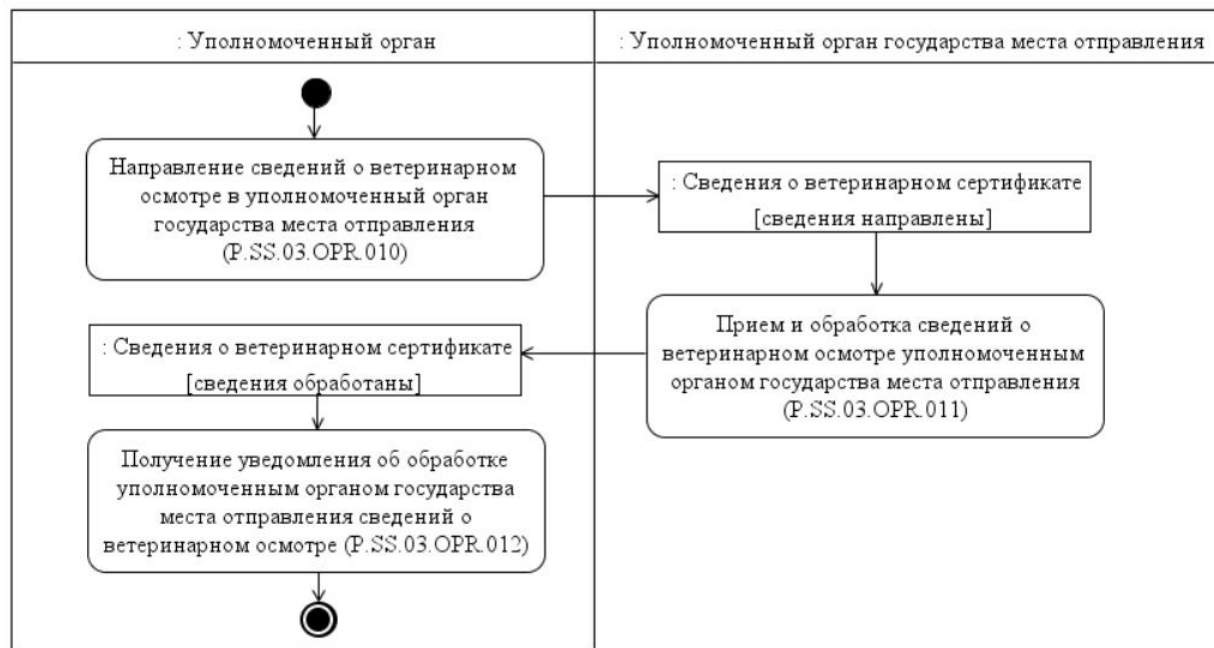 : Уполномоченный орган
: Уполномоченный орган государства места отправления
Направление сведений о ветеринарном
осмотре в уполномоченный орган
государства места отправления
(P.SS.03.OPR.010)
: Сведения о ветеринарном сертификате
[сведения направлены]
Прием и обработка сведений о
ветеринарном осмотре уполномоченным
органом государства места отправления
(P.SS.03.OPR.011)
: Сведения о ветеринарном сертификате
[сведения обработаны]
Получение уведомления об обработке
уполномоченным органом государства
места отправления сведений о
ветеринарном осмотре (P.SS.03.OPR.012)